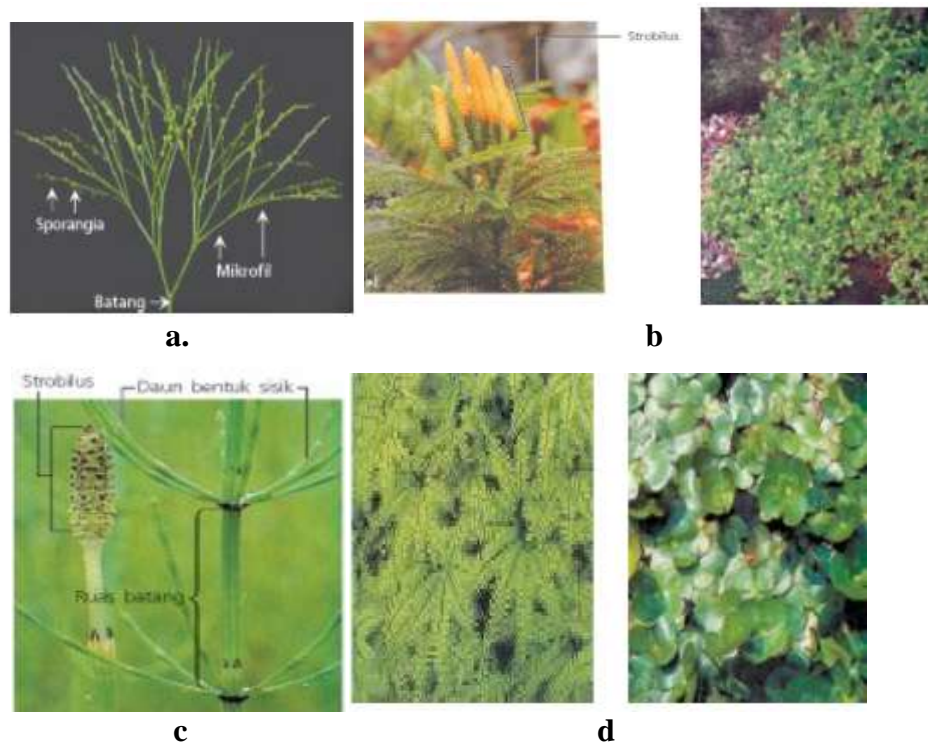 Strobilus
Sporangia
Mikrofil
Batang
a.
b
Strobilus
Daun bentuk sisik
Ruas batang
c
d